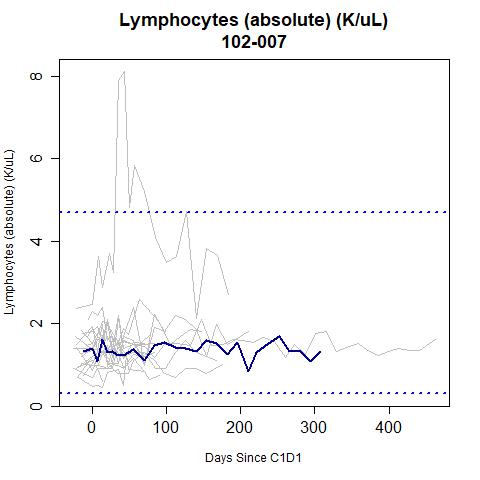 Lymphocytes (absolute) (K/uL)
102-007
Lymphocytes (absolute) (K/uL)
8
6
4
2
0
0 100 200 300 400
Days Since C1D1